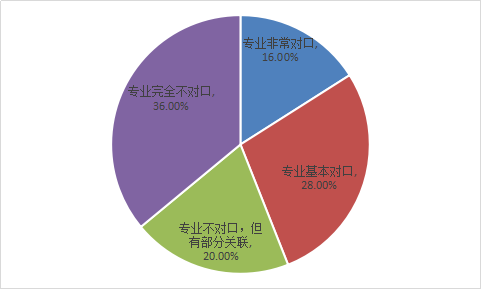 专业非常对口,
16.00%
专业完全不对口,
36.00%
专业基本对口,
28.00%
专业不对口，但
有部分关联,
20.00%